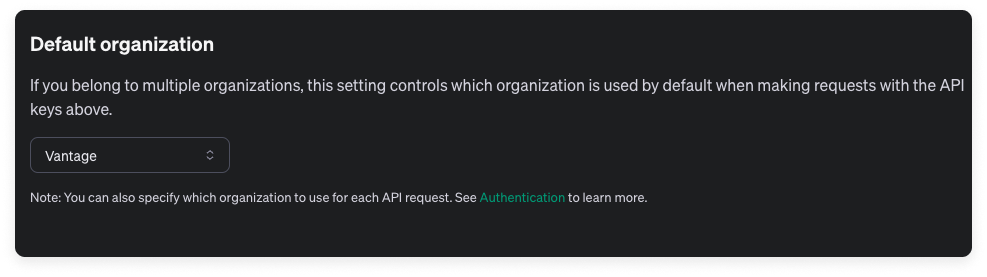 Default organization
If you belong to multiple organizations, this setting controls which organization is used by default when making requests with the API
keys above.
Vantage
Note: You can also specify which organization to use for each API request. See Authentication to learn more.